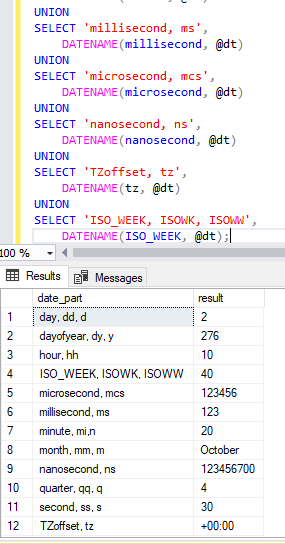 UNION
SELECT 'millisecond, ms',
DATENAME(millisecond, @dt)
UNION
SELECT 'microsecond, mcs',
DATENAME(microsecond, @dt)
UNION
SELECT 'nanosecond, ns',
DATENAME(nanosecond, @dt)
UNION
SELECT 'TZoffset, tz',
DATENAME(tz, @dt)
UNION
SELECT 'ISO_WEEK, ISOWK, ISOWW',
DATENAME(ISO_WEEK, @dt);
100 %
Results Messages
date_part result
1 day, dd, d 2
2 dayofyear, dy, y 276
3 hour, hh 10
4 ISO_WEEK, ISOWK, ISOWW 40
5 microsecond, mcs 123456
6 millisecond, ms 123
7 minute, mi,n 20
8 month, mm, m October
9 nanosecond, ns 123456700
10 quarter, qq, q 4
11 second, ss, s 30
12 TZoffset, tz +00:00